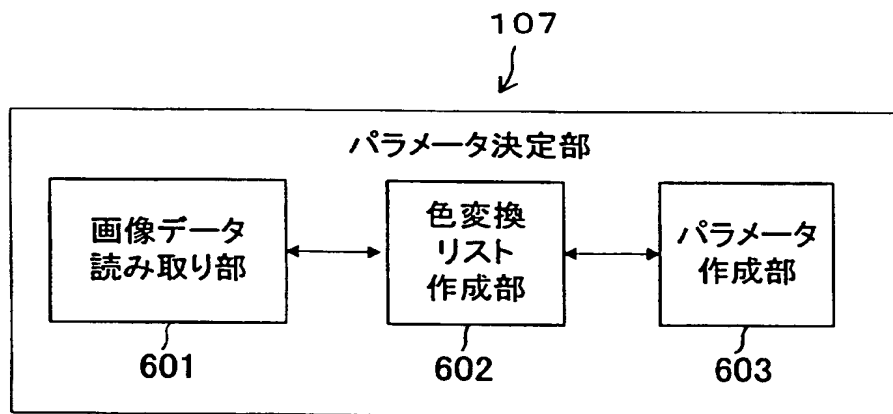 107
パラメータ決定部
画像データ
読み取り部
色変換
リスト
作成部
パラメータ
作成部
601
602
603